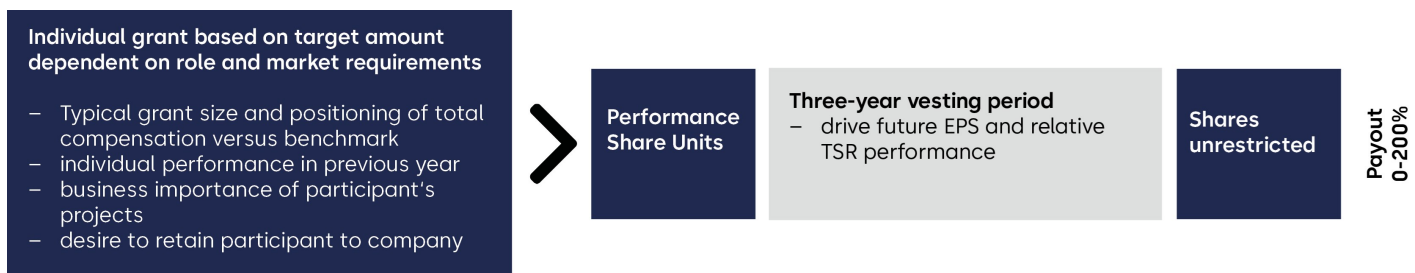 Individual grant based on target amount
dependent on role and market requirements
– Typical grant size and positioning of total
compensation versus benchmark
– individual performance in previous year
– business importance of participant‘s
projects
– desire to retain participant to company
Performance
Share Units
Three-year vesting period
– drive future EPS and relative
TSR performance
Shares
unrestricted
Payout
0-200%